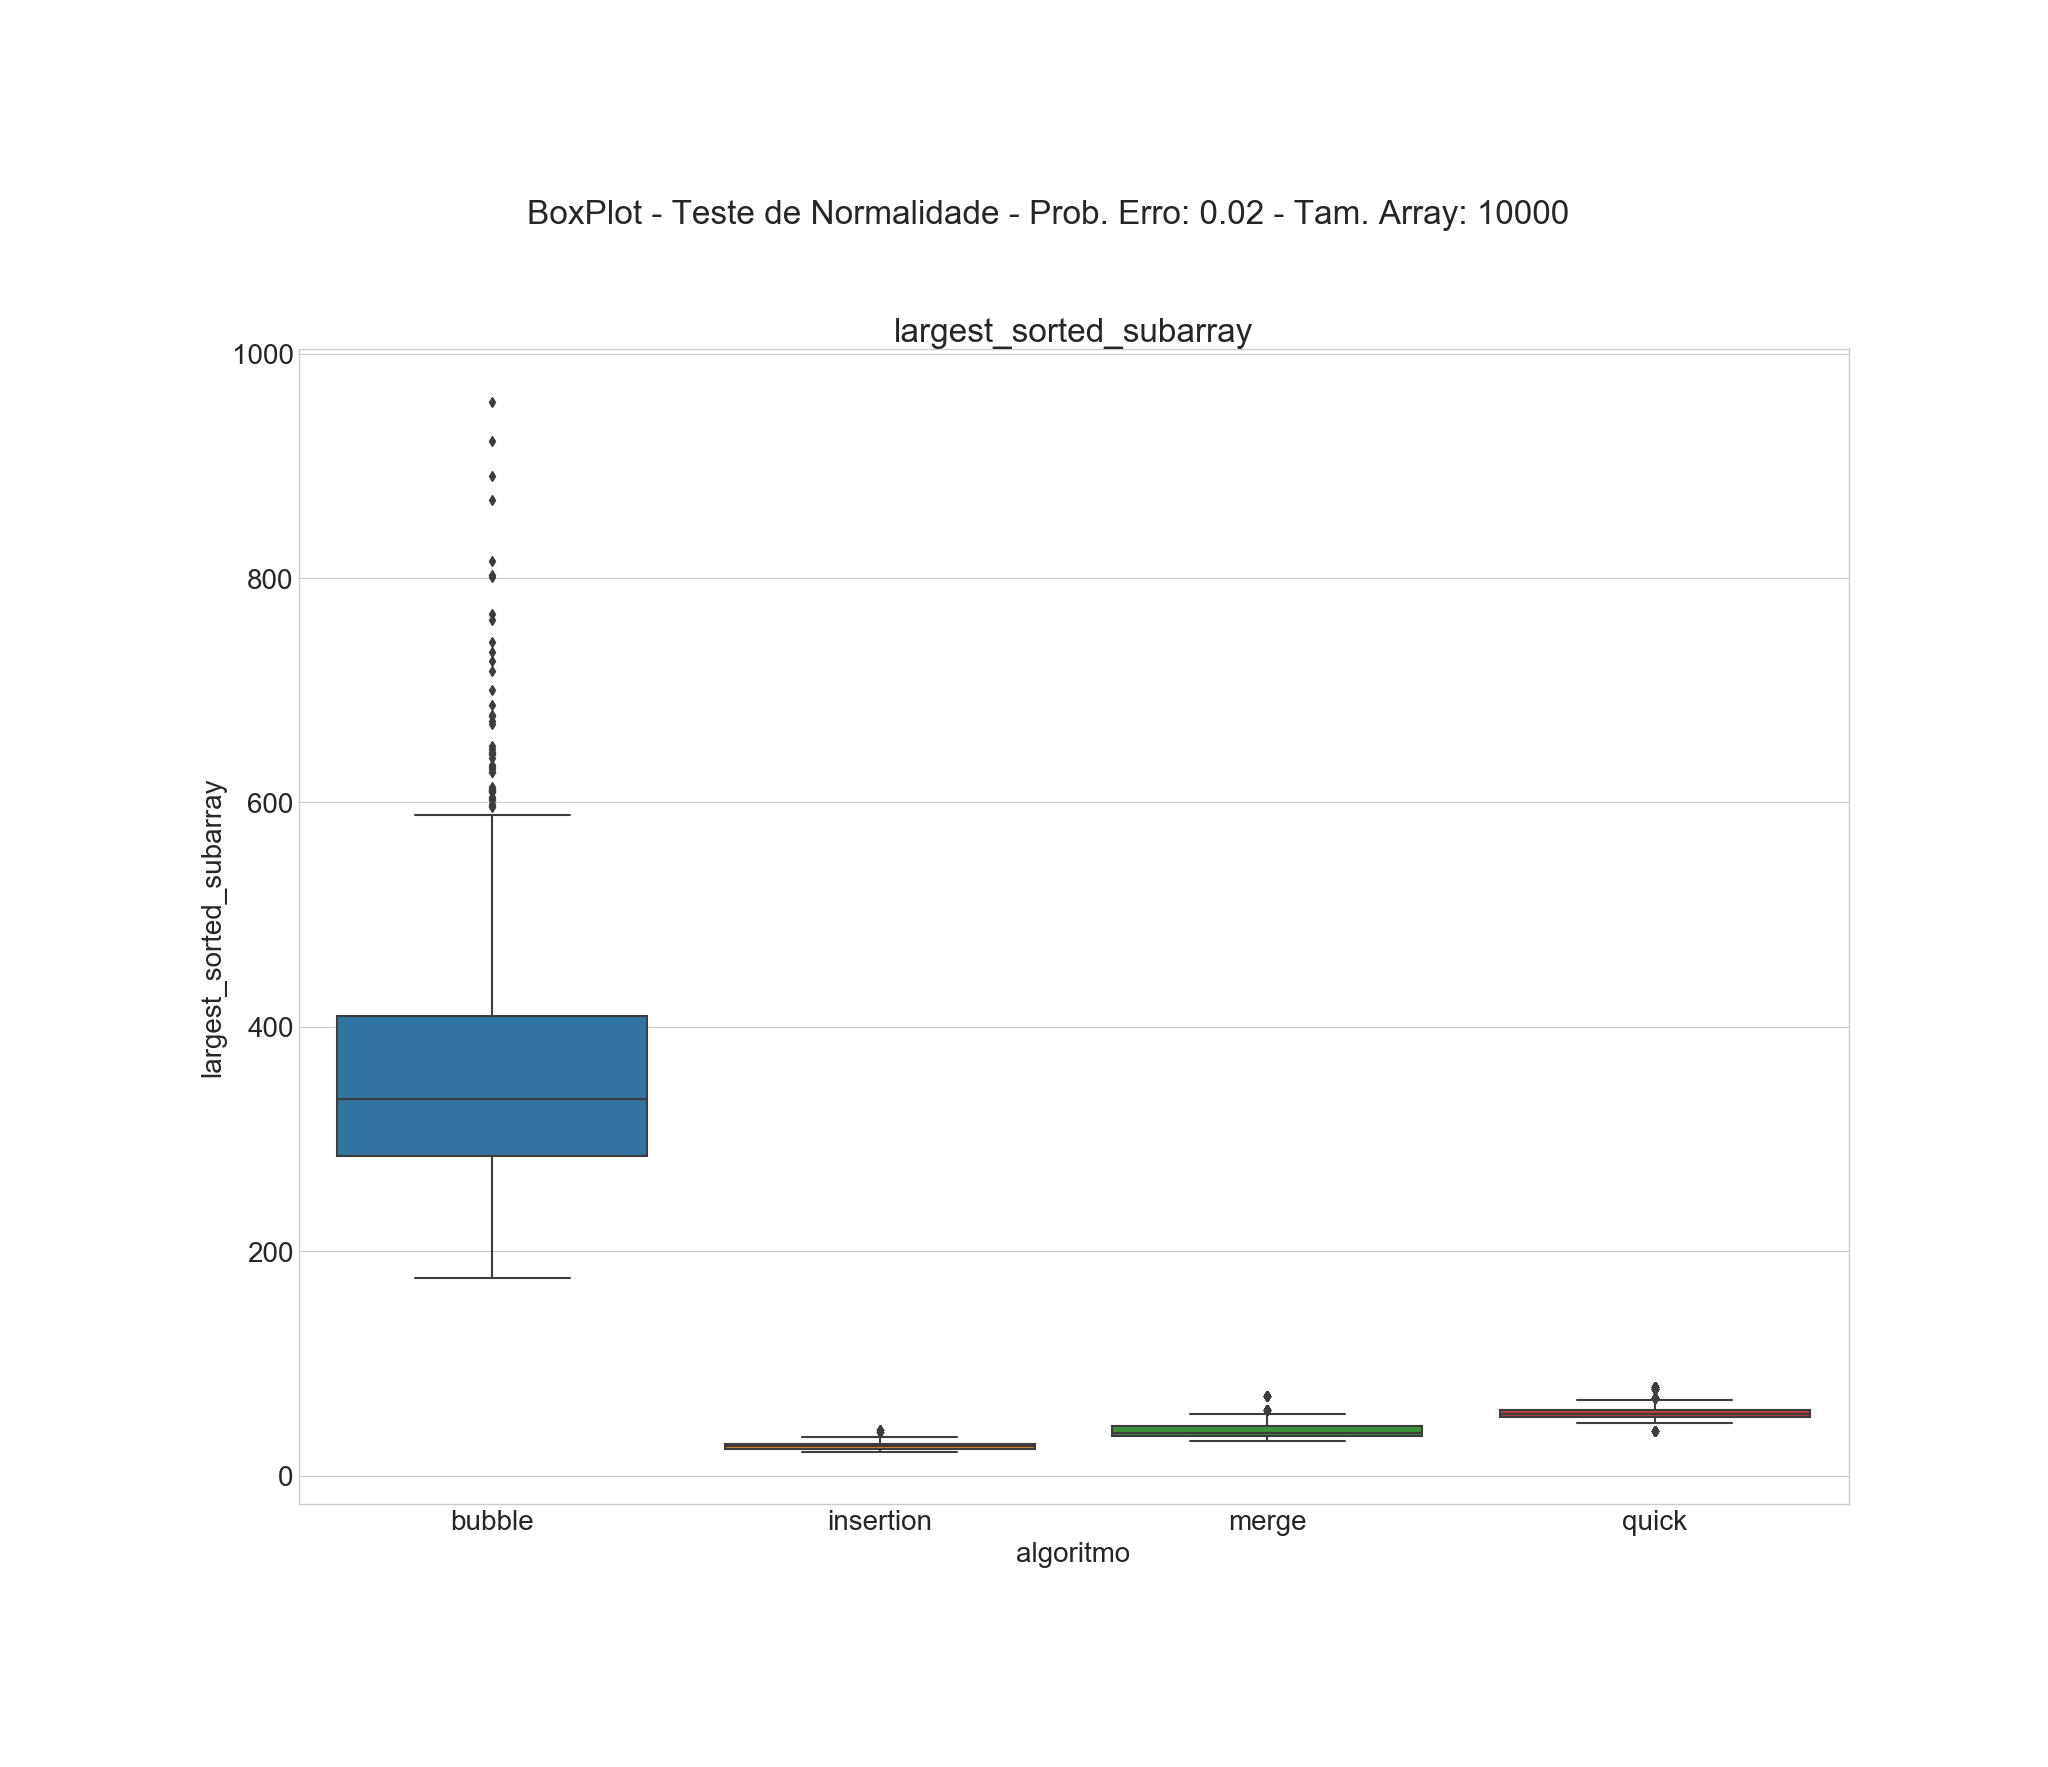 BoxPlot - Teste de Normalidade - Prob. Erro: 0.02 - Tam. Array: 10000
largest_sorted_subarray
1000
800
600
400
200
0
largest_sorted_subarray
bubble insertion merge quick
algoritmo